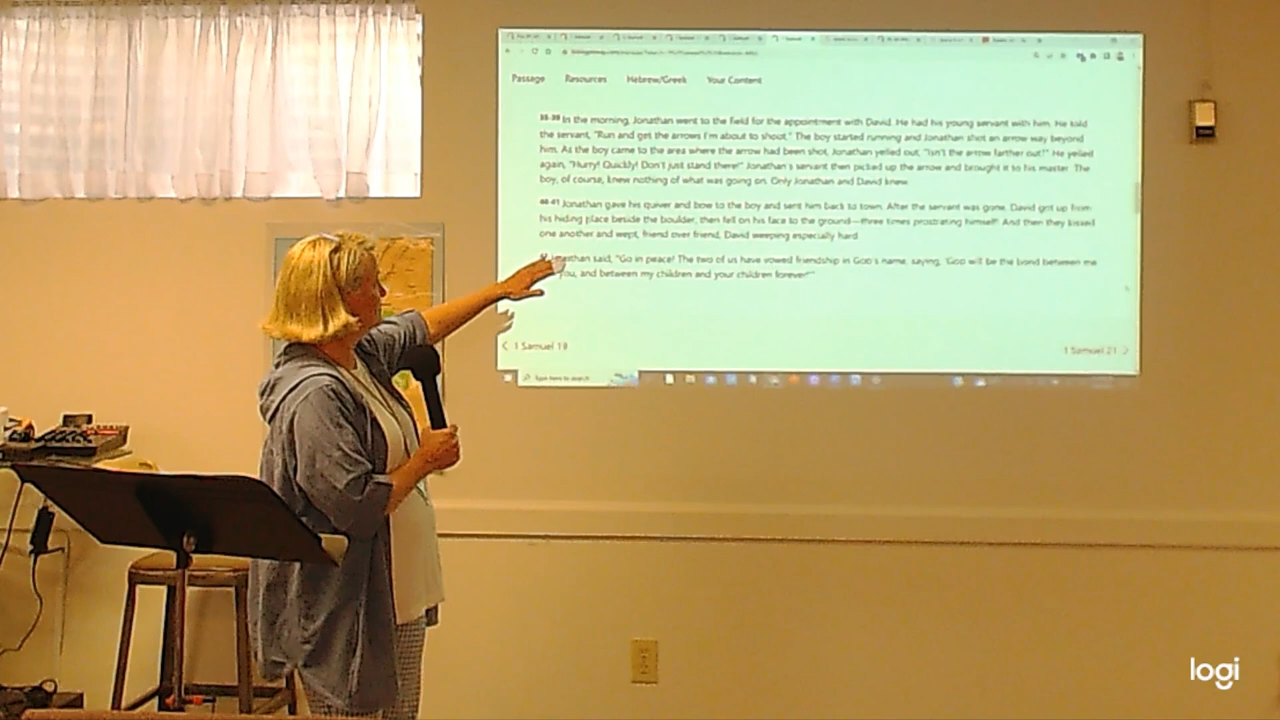 Passage Resources Hebrew/Greek Your Content
35-39 In the morning, Jonathan went to the field for the appointment with David. He had his young servant with him. He told
the servant, "Run and get the arrows I'm about to shoot." The boy started running and Jonathan shot an arrow way beyond
him. As the boy came to the area where the arrow had been shot, Jonathan yelled out, "Isn't the arrow farther out?" He yelled
again, "Hurry! Quickly! Don't just stand there!" Jonathan's servant then picked up the arrow and brought it to his master. The
boy, of course, knew nothing of what was going on. Only Jonathan and David knew.
40-41 Jonathan gave his quiver and bow to the boy and sent him back to town. After the servant was gone, David got up from
his hiding place beside the boulder, then fell on his face to the ground—three times prostrating himself! And then they kissed
one another and wept, friend over friend, David weeping especially hard.
Jonathan said, "Go in peace! The two of us have vowed friendship in GOD's name, saying, 'GOD will be the bond between me
you, and between my children and your children forever!'"
1 Samuel 19
1 Samuel 21
Type here to search
logi